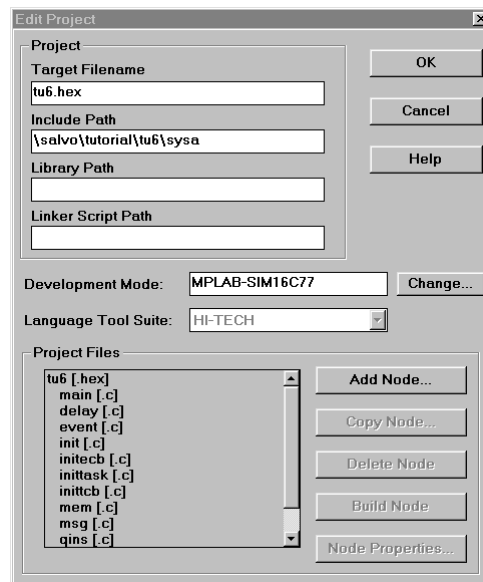 Edit Project
Project
Target Filename
tu6.hex
Include Path
\salvo\tutorial\tu6\sysa
Library Path
Linker Script Path
OK
Cancel
Help
Development Mode: MPLAB-SIM16C77 Change...
Language Tool Suite: HI-TECH
Project Files
tu6 [.hex]
main [.c]
delay [.c]
event [.c]
init [.c]
initecb [.c]
inittask [.c]
inittcb [.c]
mem [.c]
msg [.c]
qins [.c]
Add Node...
Copy Node...
Delete Node
Build Node
Node Properties...